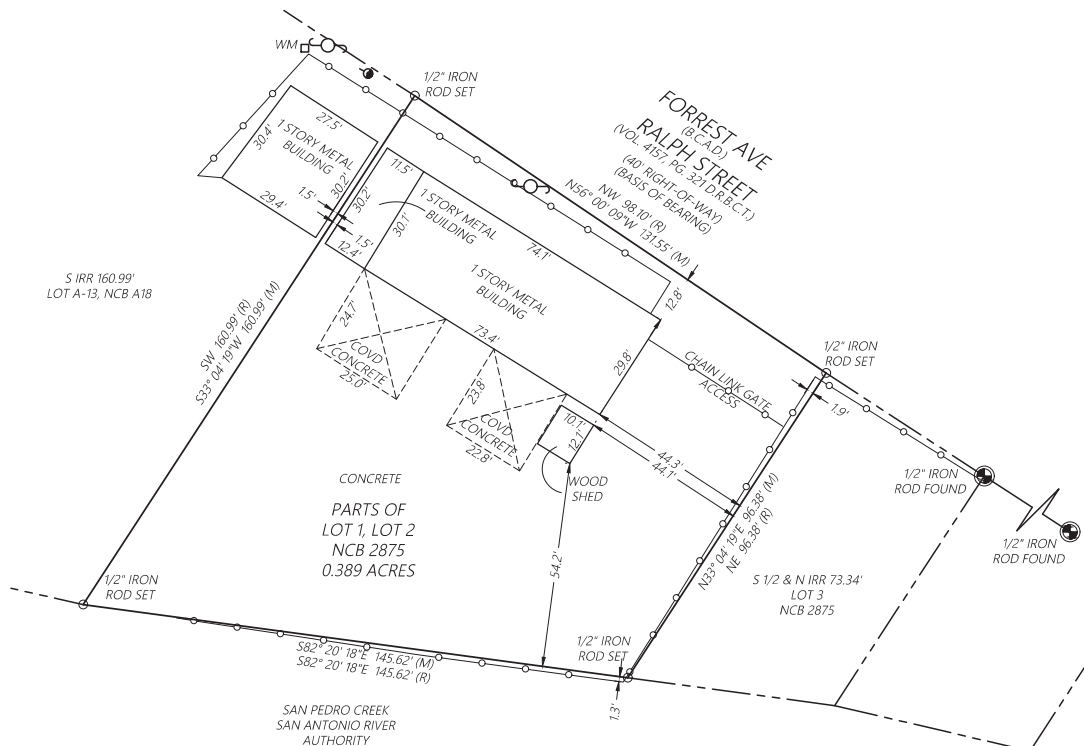 WM
1/2" IRON
ROD SET
FORREST AVE
(B.C.A.D.)
RALPH STREET
(VOL. 4157, PG. 321 D.R.B.C.T.)
(40' RIGHT-OF-WAY)
(BASIS OF BEARING)
NW 98.10' (R)
N56° 00' 09"W 131.55' (M)
27.5'
30.4'
1 STORY METAL
BUILDING
30.2'
29.4'
1.5'
11.5'
30.2'
1.5'
12.4'
30.1'
1 STORY METAL
BUILDING
74.1'
1 STORY METAL
BUILDING
12.8'
29.8'
73.4'
24.7'
COVD
CONCRETE
25.0'
23.8'
COVD
CONCRETE
22.8'
10.1'
12.1'
WOOD
SHED
CHAIN LINK GATE
ACCESS
1/2" IRON
ROD SET
1.9'
44.3'
44.1'
S IRR 160.99'
LOT A-13, NCB A18
SW 160.99' (R)
S33° 04' 19"W 160.99' (M)
CONCRETE
PARTS OF
LOT 1, LOT 2
NCB 2875
0.389 ACRES
54.2'
N33° 04' 19"E 96.38' (M)
NE 96.38' (R)
1/2" IRON
ROD FOUND
1/2" IRON
ROD FOUND
S 1/2 & N IRR 73.34'
LOT 3
NCB 2875
1/2" IRON
ROD SET
1/2" IRON
ROD SET
S82° 20' 18"E 145.62' (M)
S82° 20' 18"E 145.62' (R)
1.3'
SAN PEDRO CREEK
SAN ANTONIO RIVER
AUTHORITY